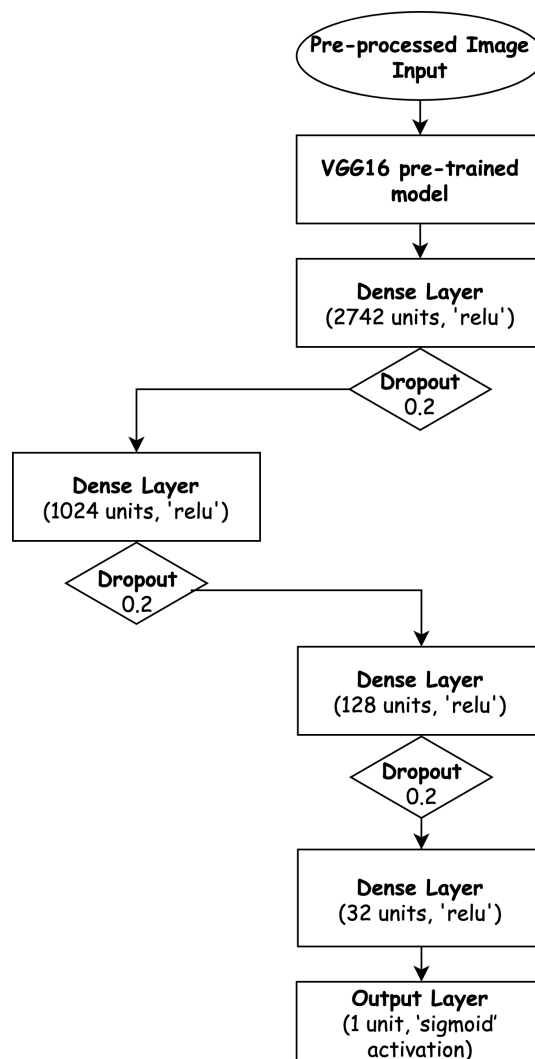 Pre-processed Image
Input
VGG16 pre-trained
model
Dense Layer
(2742 units, 'relu')
Dropout
0.2
Dense Layer
(1024 units, 'relu')
Dropout
0.2
Dense Layer
(128 units, 'relu')
Dropout
0.2
Dense Layer
(32 units, 'relu')
Output Layer
(1 unit, ‘sigmoid’
activation)